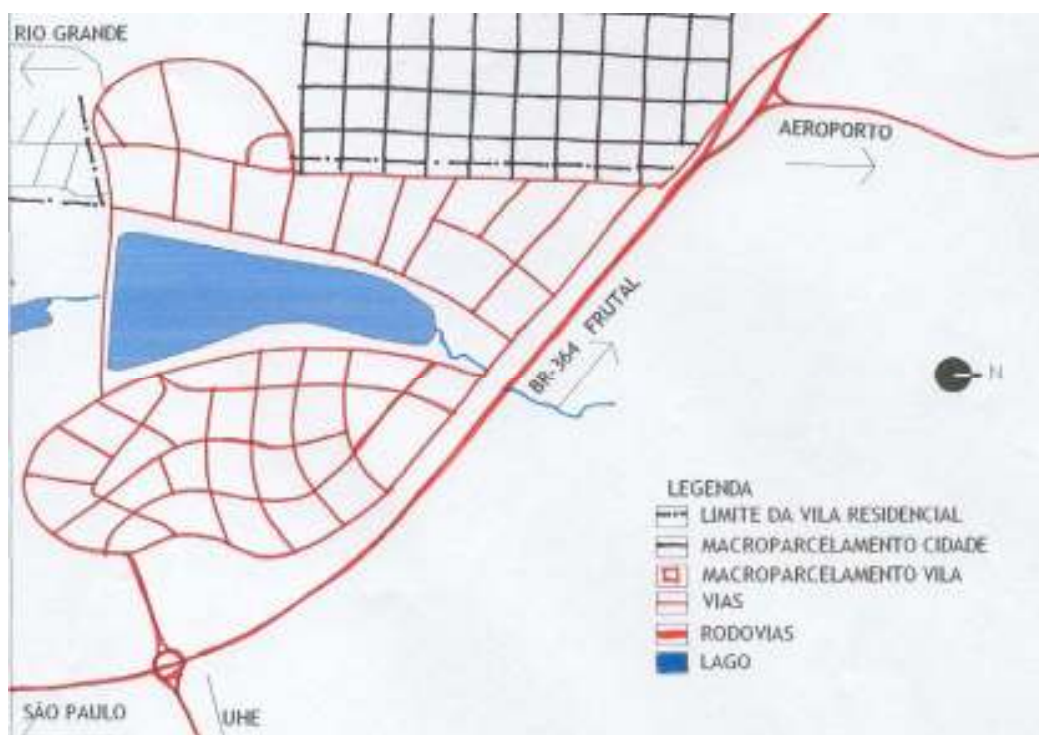 RIO GRANDE
AEROPORTO
BR-364 FRUTAL
N
LEGENDA
LIMITE DA VILA RESIDENCIAL
MACROPARCELAMENTO CIDADE
MACROPARCELAMENTO VILA
VIAS
RODOVIAS
LAGO
SÃO PAULO
UHE